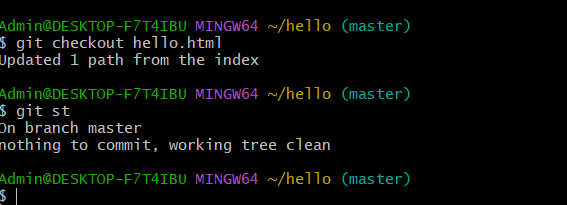 Admin@DESKTOP-F7T4IBU MINGW64 ~/hello (master)
$ git checkout hello.html
Updated 1 path from the index
Admin@DESKTOP-F7T4IBU MINGW64 ~/hello (master)
$ git st
On branch master
nothing to commit, working tree clean
Admin@DESKTOP-F7T4IBU MINGW64 ~/hello (master)
$